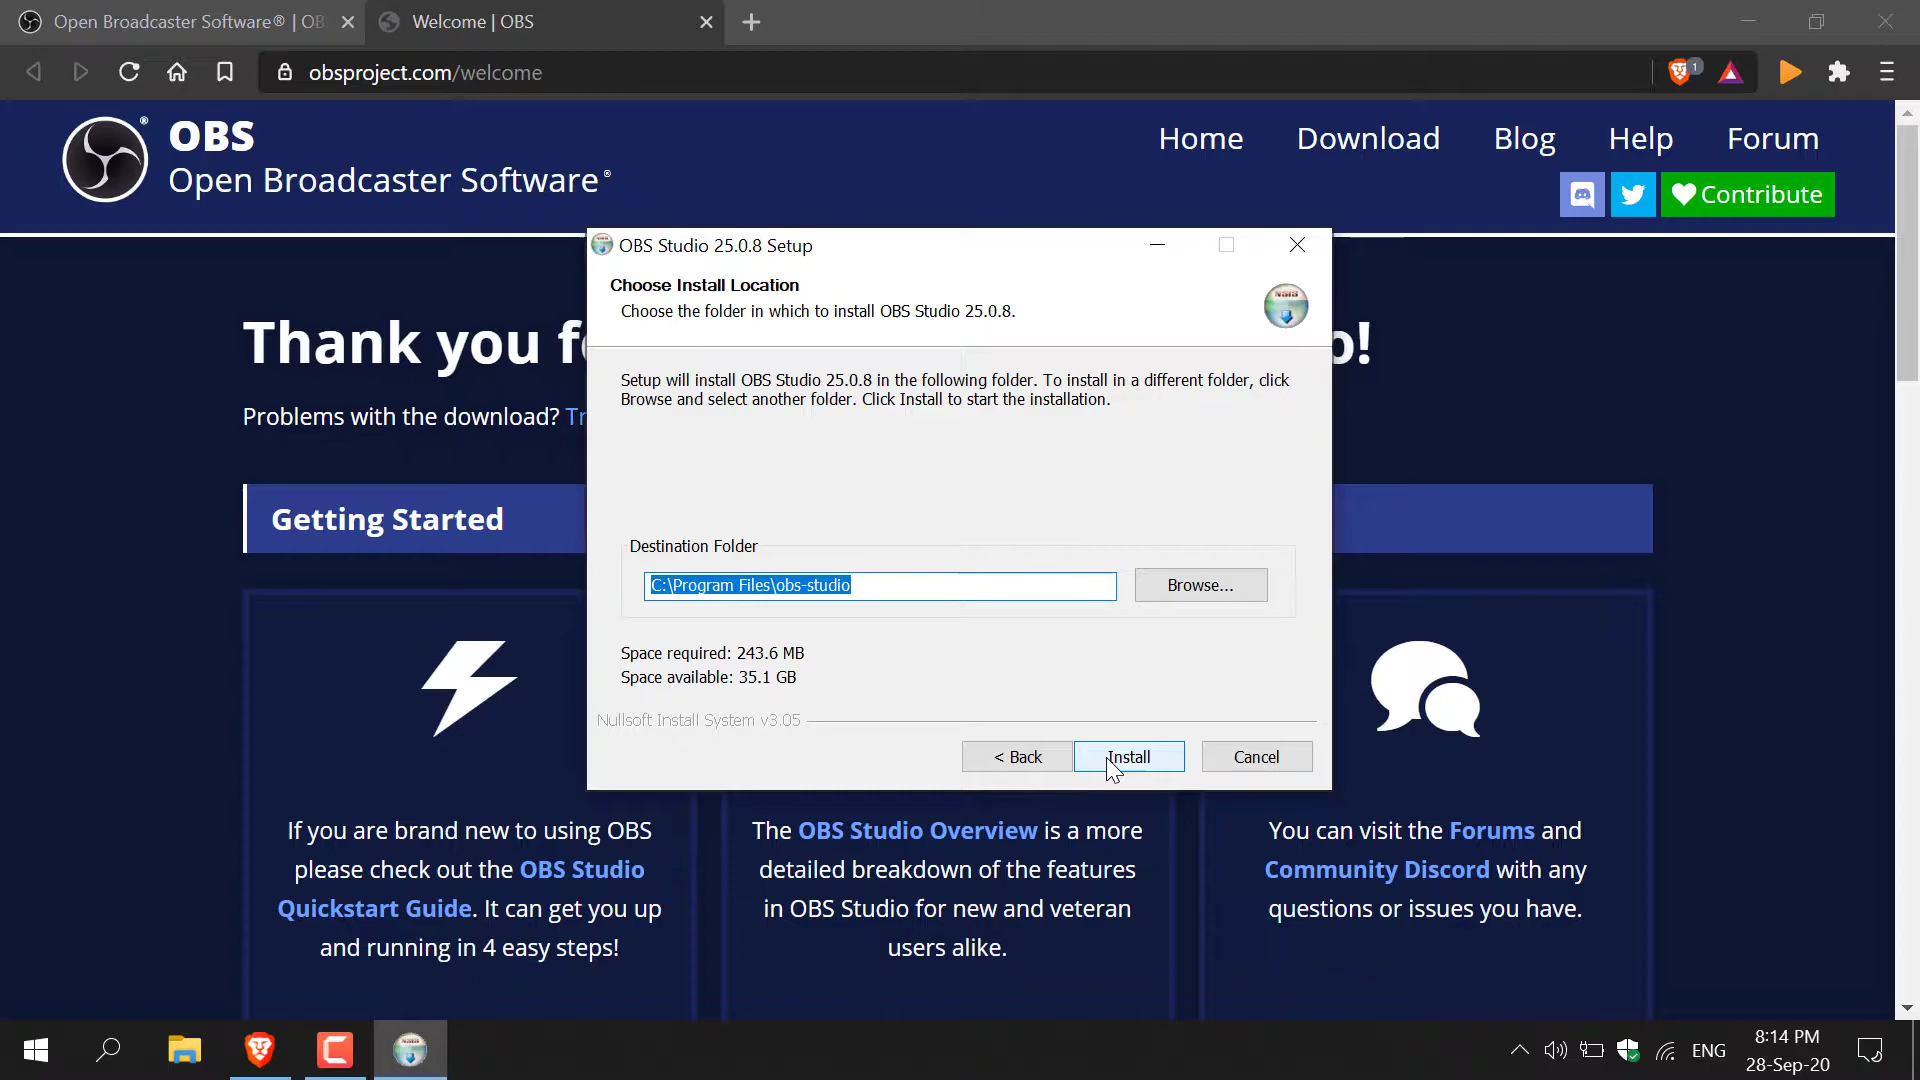 Open Broadcaster Software® | OB
Welcome | OBS
obsproject.com/welcome
1
OBS
Open Broadcaster Software®
Home
Download
Blog
Help
Forum
Contribute
Thank you f
o!
Problems with the download? Tr
Getting Started
OBS Studio 25.0.8 Setup
Choose Install Location
Choose the folder in which to install OBS Studio 25.0.8.
Setup will install OBS Studio 25.0.8 in the following folder. To install in a different folder, click
Browse and select another folder. Click Install to start the installation.
Destination Folder
C:\Program Files\obs-studio
Browse...
Space required: 243.6 MB
Space available: 35.1 GB
Nullsoft Install System v3.05
< Back
Install
Cancel
If you are brand new to using OBS
please check out the OBS Studio
Quickstart Guide. It can get you up
and running in 4 easy steps!
The OBS Studio Overview is a more
detailed breakdown of the features
in OBS Studio for new and veteran
users alike.
You can visit the Forums and
Community Discord with any
questions or issues you have.
ENG
8:14 PM
28-Sep-20